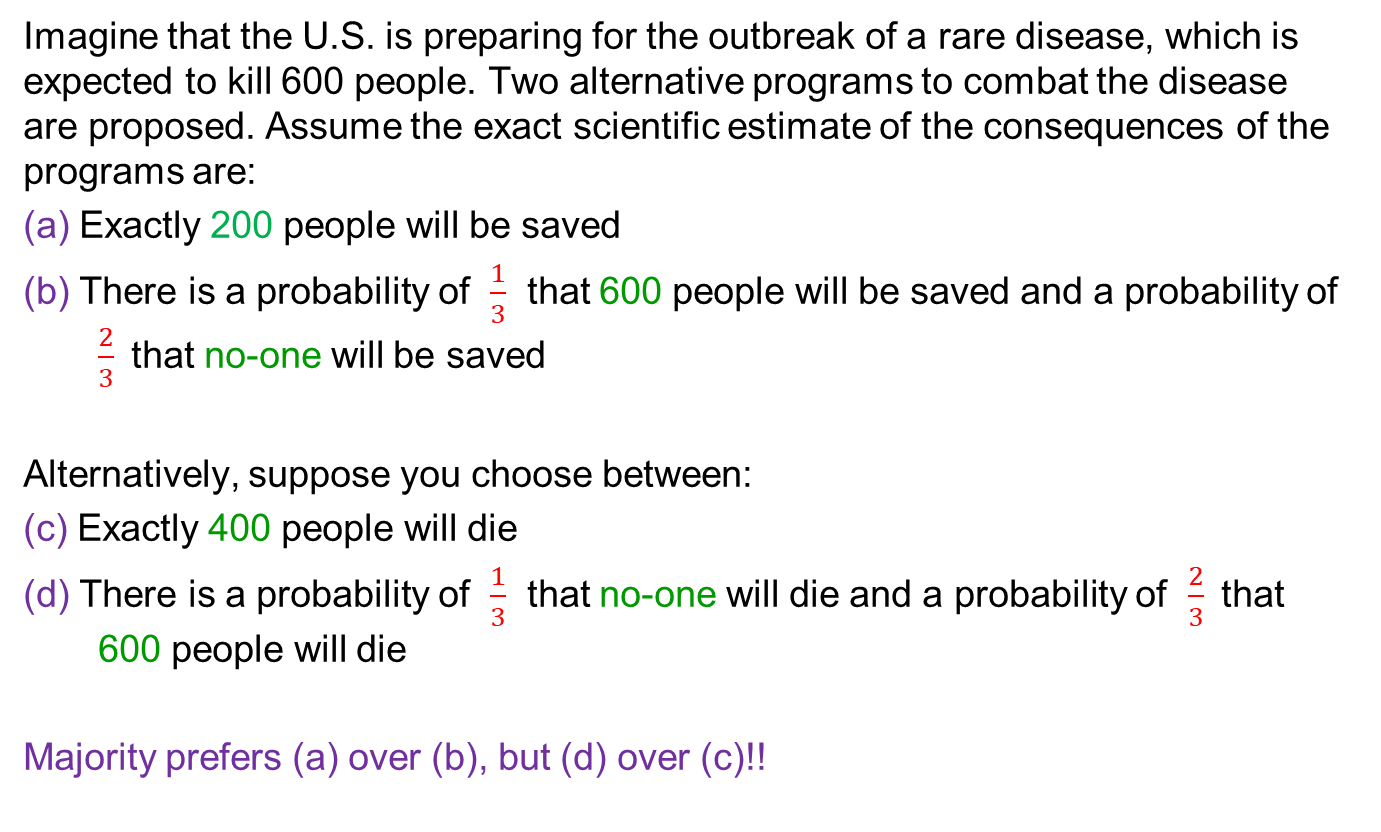 Imagine that the U.S. is preparing for the outbreak of a rare disease, which is
expected to kill 600 people. Two alternative programs to combat the disease
are proposed. Assume the exact scientific estimate of the consequences of the
programs are:
(a) Exactly 200 people will be saved
(b) There is a probability of 1/3 that 600 people will be saved and a probability of
2/3 that no-one will be saved
Alternatively, suppose you choose between:
(c) Exactly 400 people will die
(d) There is a probability of 1/3 that no-one will die and a probability of 2/3 that
600 people will die
Majority prefers (a) over (b), but (d) over (c)!!